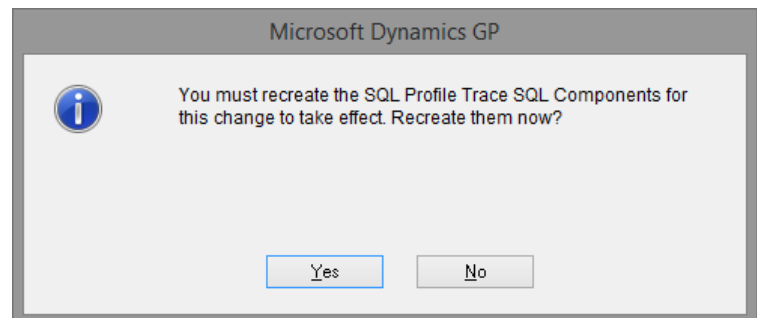 Microsoft Dynamics GP
You must recreate the SQL Profile Trace SQL Components for
this change to take effect. Recreate them now?
Yes
No